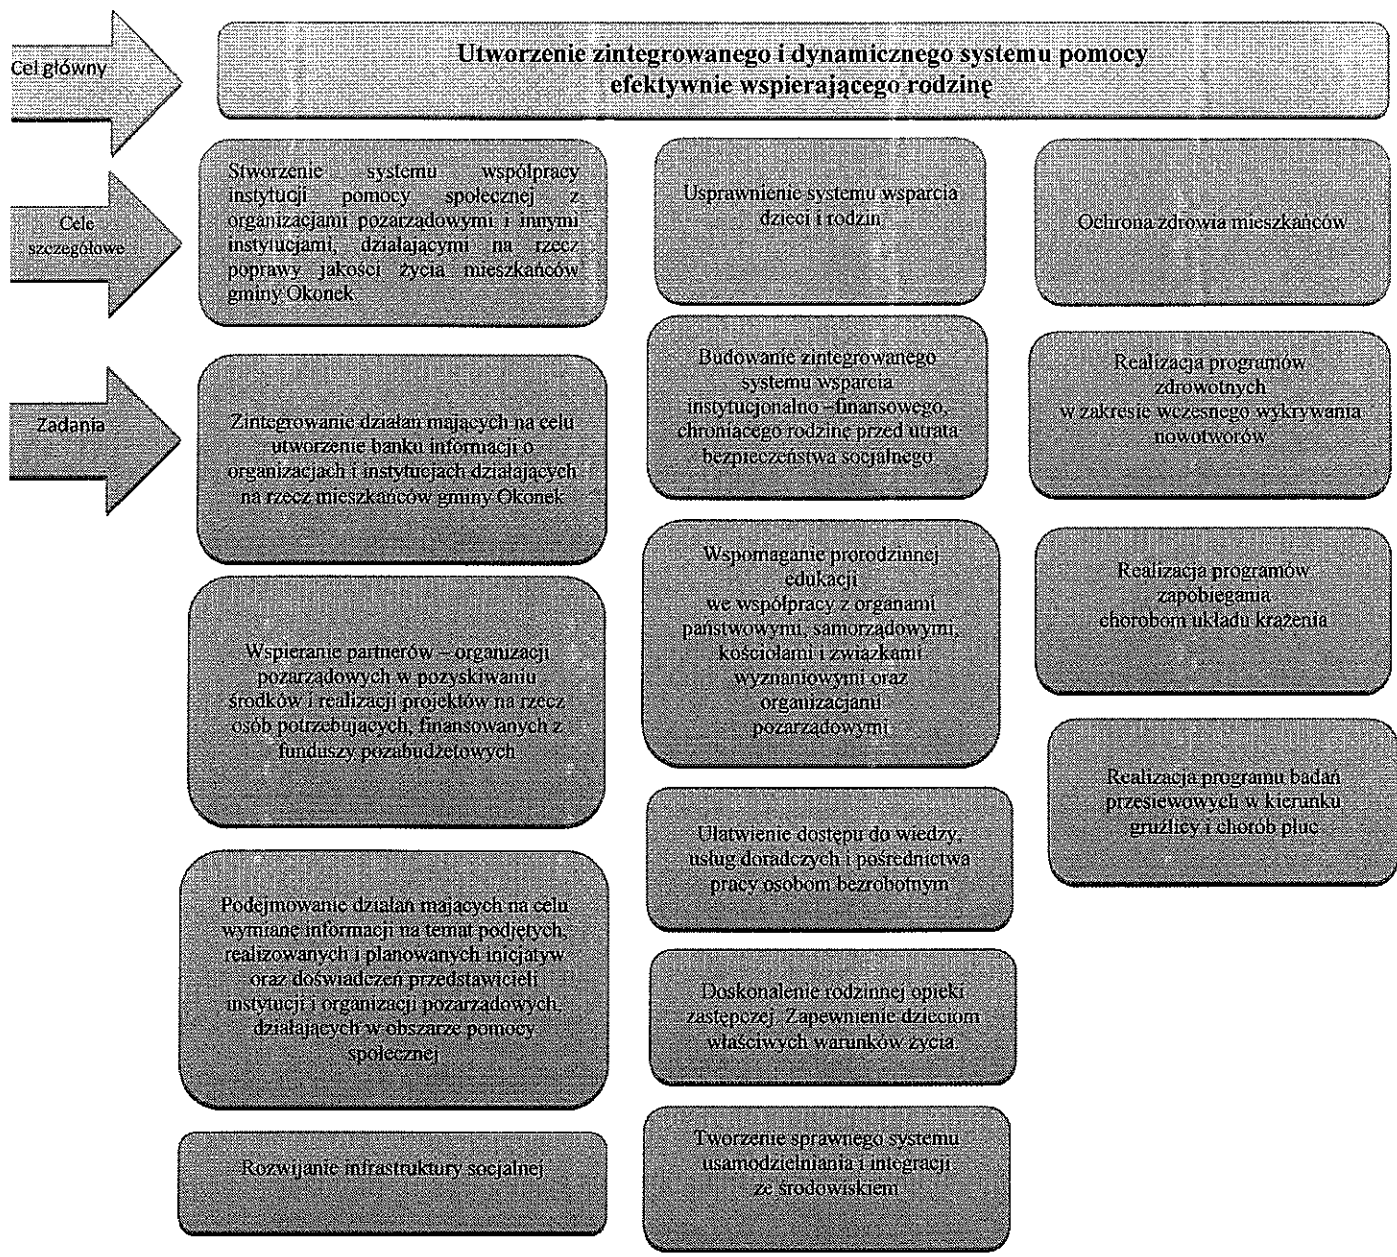 Cel główny
Utworzenie zintegrowanego i dynamicznego systemu pomocy
efektywnie wspierającego rodzinę
Cele
szczegółowe
Stworzenie systemu współpracy
instytucji pomocy społecznej z
organizacjami pozarządowymi i innymi
instytucjami, działającymi na rzecz
poprawy jakości życia mieszkańców
gminy Okonek
Usprawnienie systemu wsparcia
dzieci i rodzin
Ochrona zdrowia mieszkańców
Zadania
Zintegrowanie działań mających na celu
utworzenie banku informacji o
organizacjach i instytucjach działających
na rzecz mieszkańców gminy Okonek
Wspieranie partnerów – organizacji
pozarządowych w pozyskiwaniu
środków i realizacji projektów na rzecz
osób potrzebujących, finansowanych z
funduszy pozabudżetowych
Podejmowanie działań mających na celu
wymianę informacji na temat podjętych,
realizowanych i planowanych inicjatyw
oraz doświadczeń przedstawicieli
instytucji i organizacji pozarządowych,
działających w obszarze pomocy
społecznej
Rozwijanie infrastruktury socjalnej
Budowanie zintegrowanego
systemu wsparcia
instytucjonalno –finansowego,
chroniącego rodzinę przed utratą
bezpieczeństwa socjalnego
Wspomaganie prorodzinnej
edukacji
we współpracy z organami
państwowymi, samorządowymi,
kościołami i związkami
wyznaniowymi oraz
organizacjami
pozarządowymi
Ułatwienie dostępu do wiedzy,
usług doradczych i pośrednictwa
pracy osobom bezrobotnym
Doskonalenie rodzinnej opieki
zastępczej. Zapewnienie dzieciom
właściwych warunków życia.
Tworzenie sprawnego systemu
usamodzielniania i integracji
ze środowiskiem
Realizacja programów
zdrowotnych
w zakresie wczesnego wykrywania
nowotworów
Realizacja programów
zapobiegania
chorobom układu krążenia
Realizacja programu badań
przesiewowych w kierunku
gruźlicy i chorób płuc